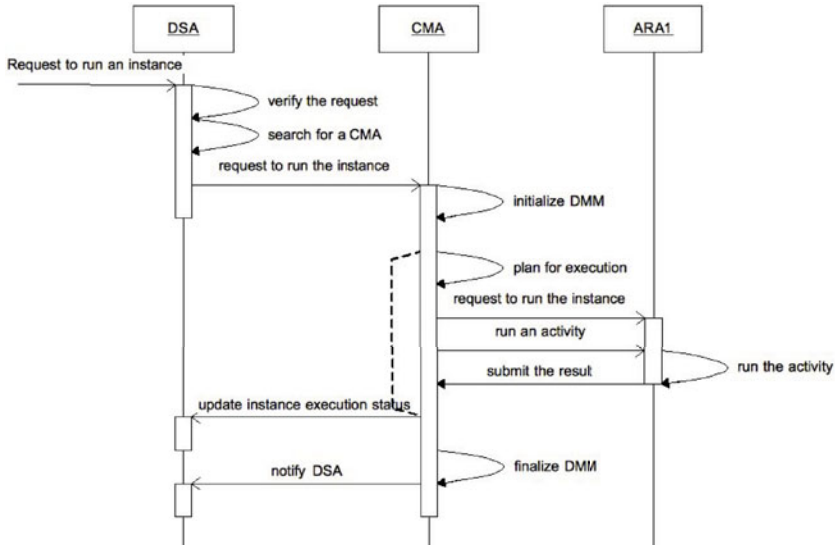 DSA
CMA
ARA1
Request to run an instance
verify the request
search for a CMA
request to run the instance
initialize DMM
plan for execution
request to run the instance
run an activity
run the activity
submit the result
update instance execution status
finalize DMM
notify DSA